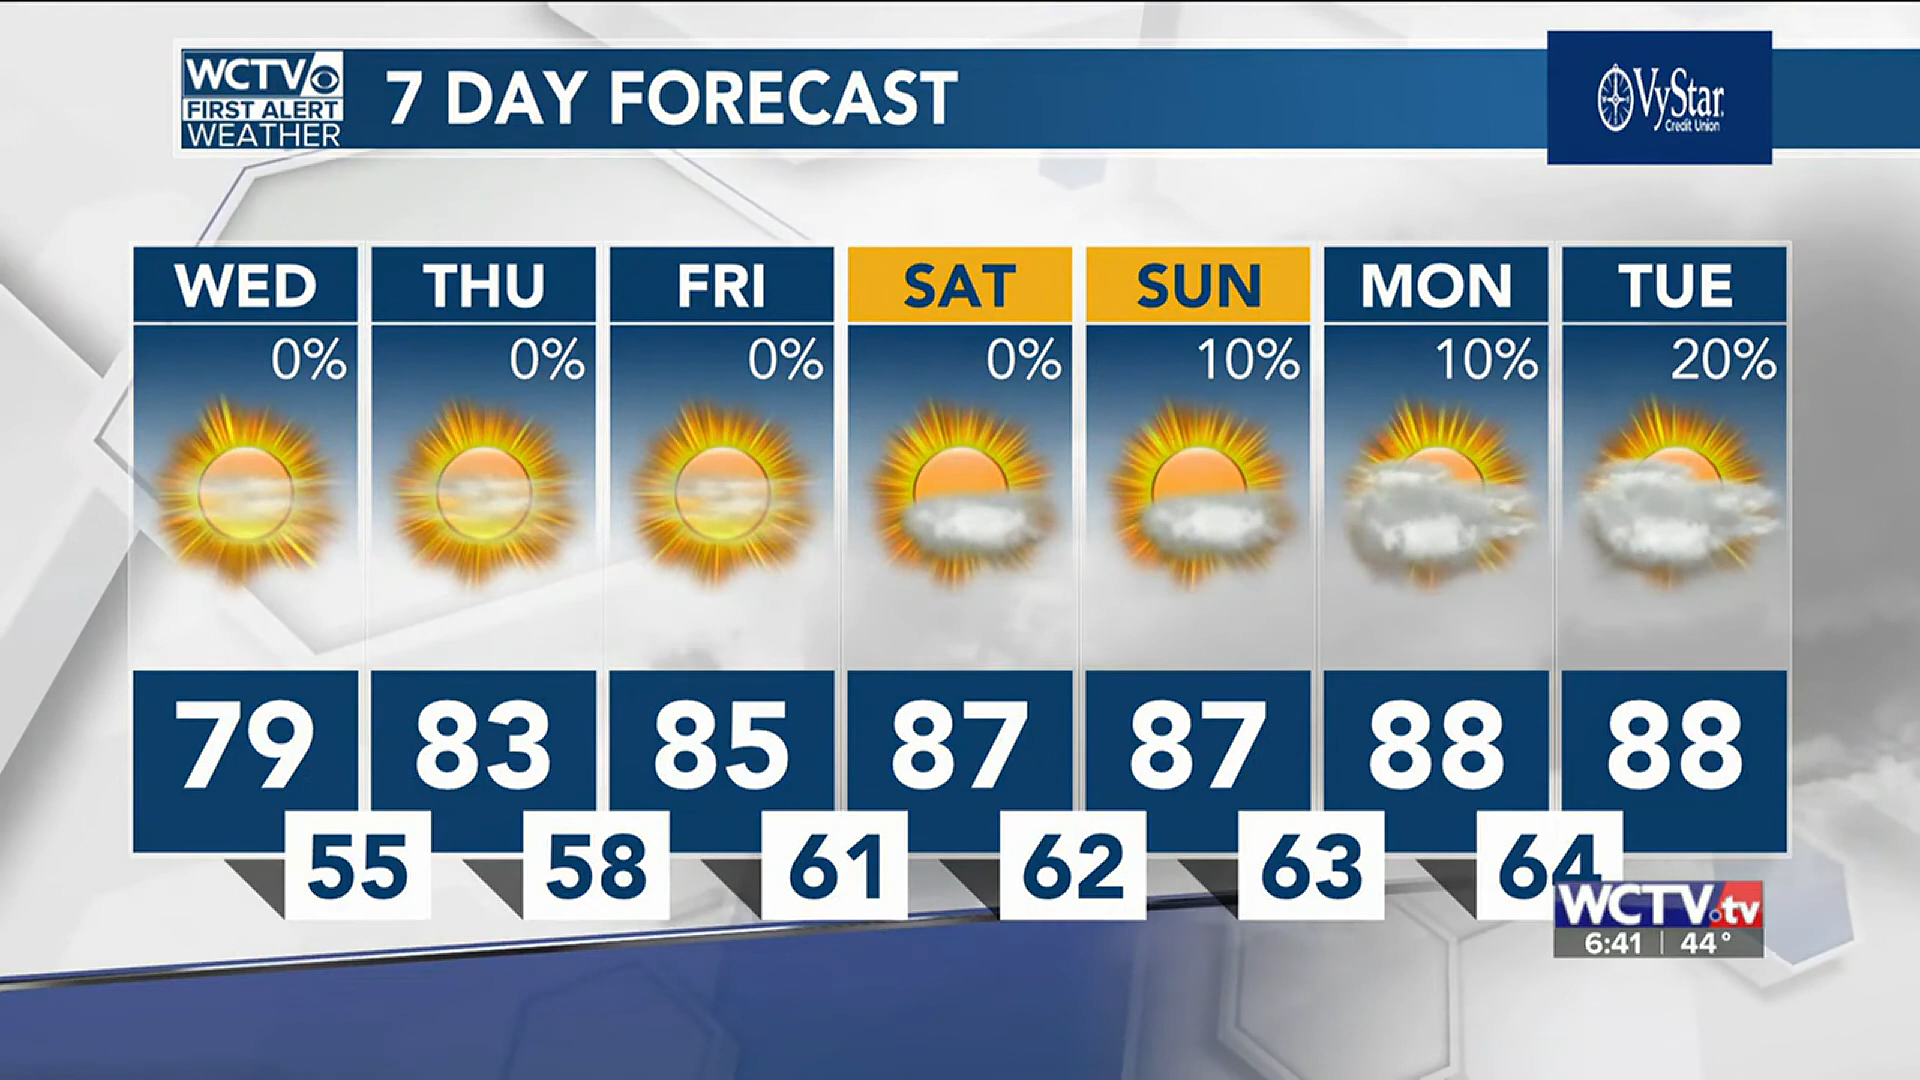 WCTV
FIRST ALERT
WEATHER
7 DAY FORECAST
VyStar
Credit Union
WED THU FRI SAT SUN MON TUE
0% 0% 0% 0% 10% 10% 20%
79 83 85 87 87 88 88
55 58 61 62 63 64
WCTV.tv
6:41 | 44°